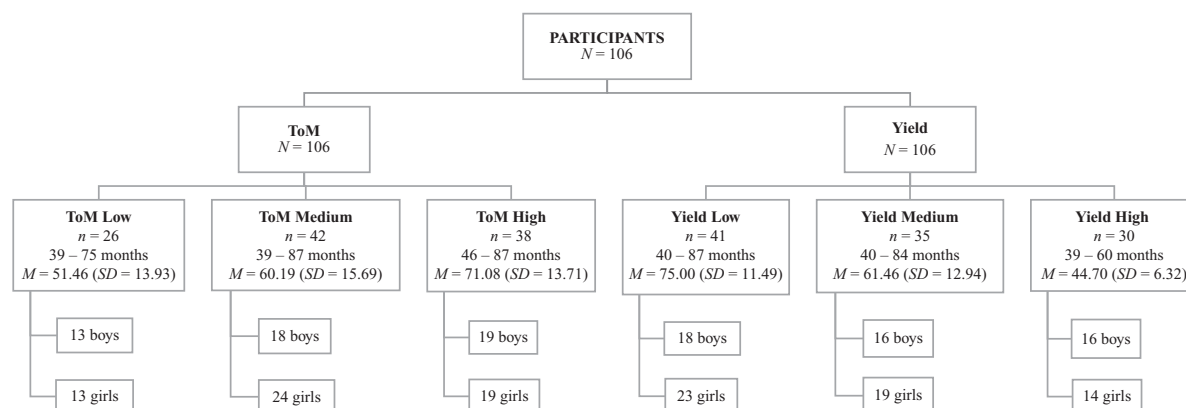 PARTICIPANTS
N = 106
ToM
N = 106
Yield
N = 106
ToM Low
n = 26
39 – 75 months
M = 51.46 (SD = 13.93)
13 boys
13 girls
ToM Medium
n = 42
39 – 87 months
M = 60.19 (SD = 15.69)
18 boys
24 girls
ToM High
n = 38
46 – 87 months
M = 71.08 (SD = 13.71)
19 boys
19 girls
Yield Low
n = 41
40 – 87 months
M = 75.00 (SD = 11.49)
18 boys
23 girls
Yield Medium
n = 35
40 – 84 months
M = 61.46 (SD = 12.94)
16 boys
19 girls
Yield High
n = 30
39 – 60 months
M = 44.70 (SD = 6.32)
16 boys
14 girls